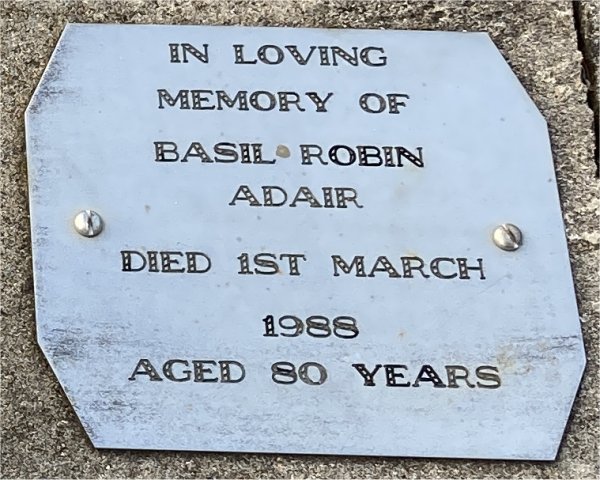 IN LOVING
MEMORY OF
BASIL ROBIN
ADAIR
DIED 1ST MARCH
1988
AGED 80 YEARS